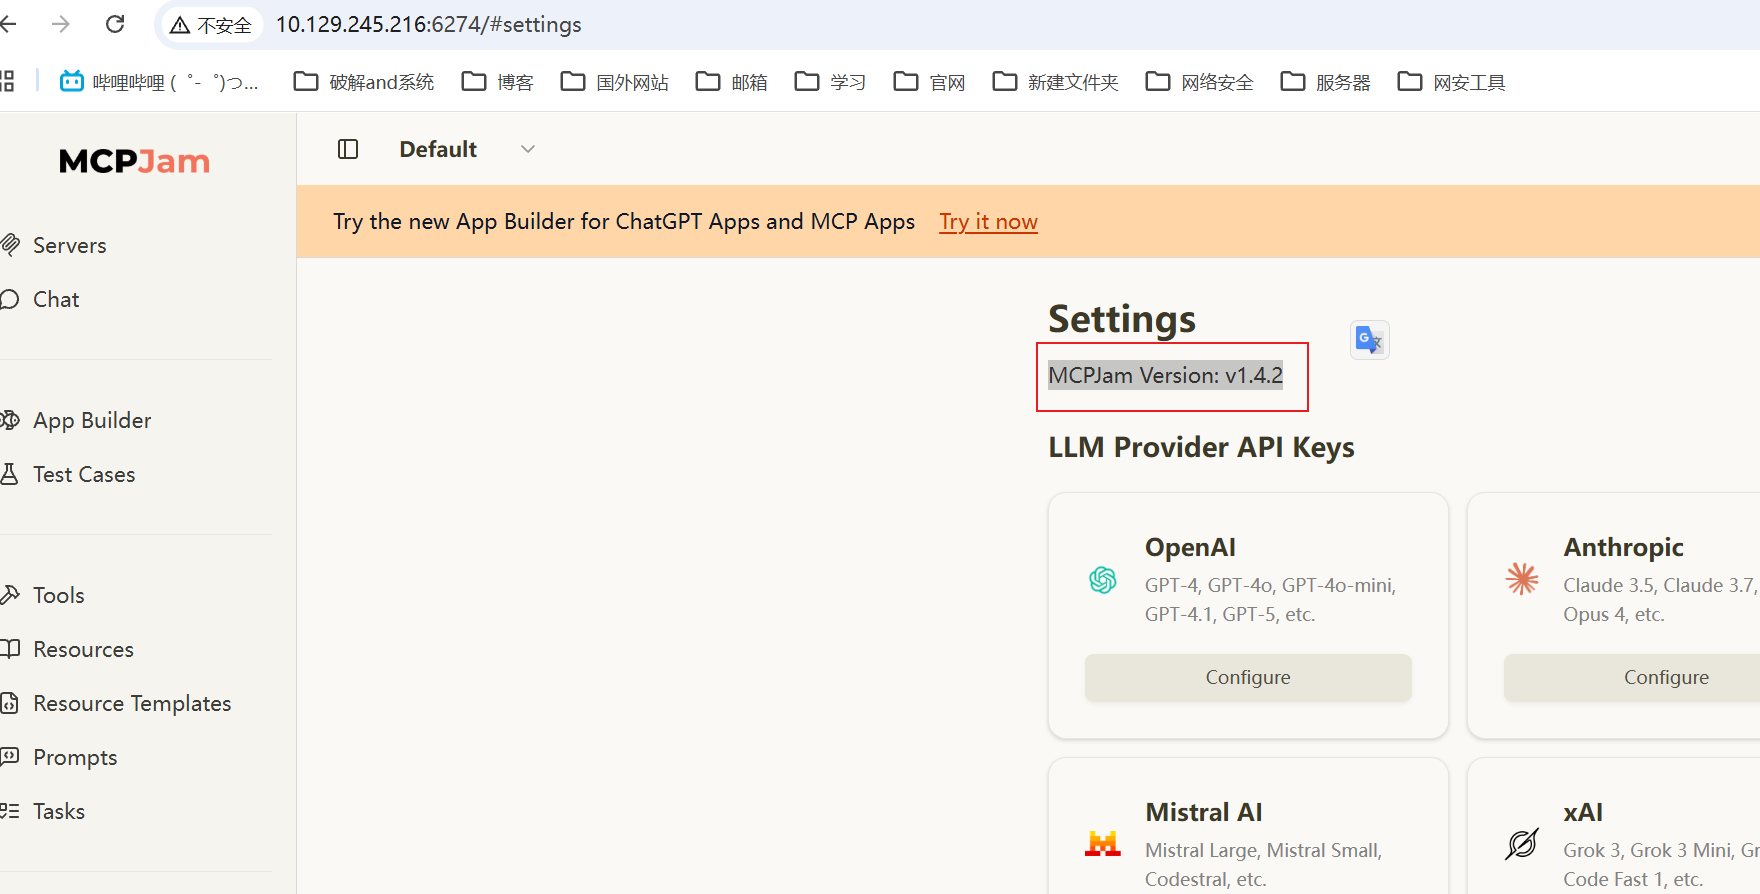 不安全 10.129.245.216:6274/#settings
哔哩哔哩 ( ゜- ゜)つ... 破解and系统 博客 国外网站 邮箱 学习 官网 新建文件夹 网络安全 服务器 网安工具
MCPJam
Default
Try the new App Builder for ChatGPT Apps and MCP Apps Try it now
Servers
Chat
App Builder
Test Cases
Tools
Resources
Resource Templates
Prompts
Tasks
Settings
MCPJam Version: v1.4.2
LLM Provider API Keys
OpenAI
GPT-4, GPT-4o, GPT-4o-mini,
GPT-4.1, GPT-5, etc.
Configure
Anthropic
Claude 3.5, Claude 3.7,
Opus 4, etc.
Configure
Mistral AI
Mistral Large, Mistral Small,
Codestral, etc.
xAI
Grok 3, Grok 3 Mini, Gr
Code Fast 1, etc.